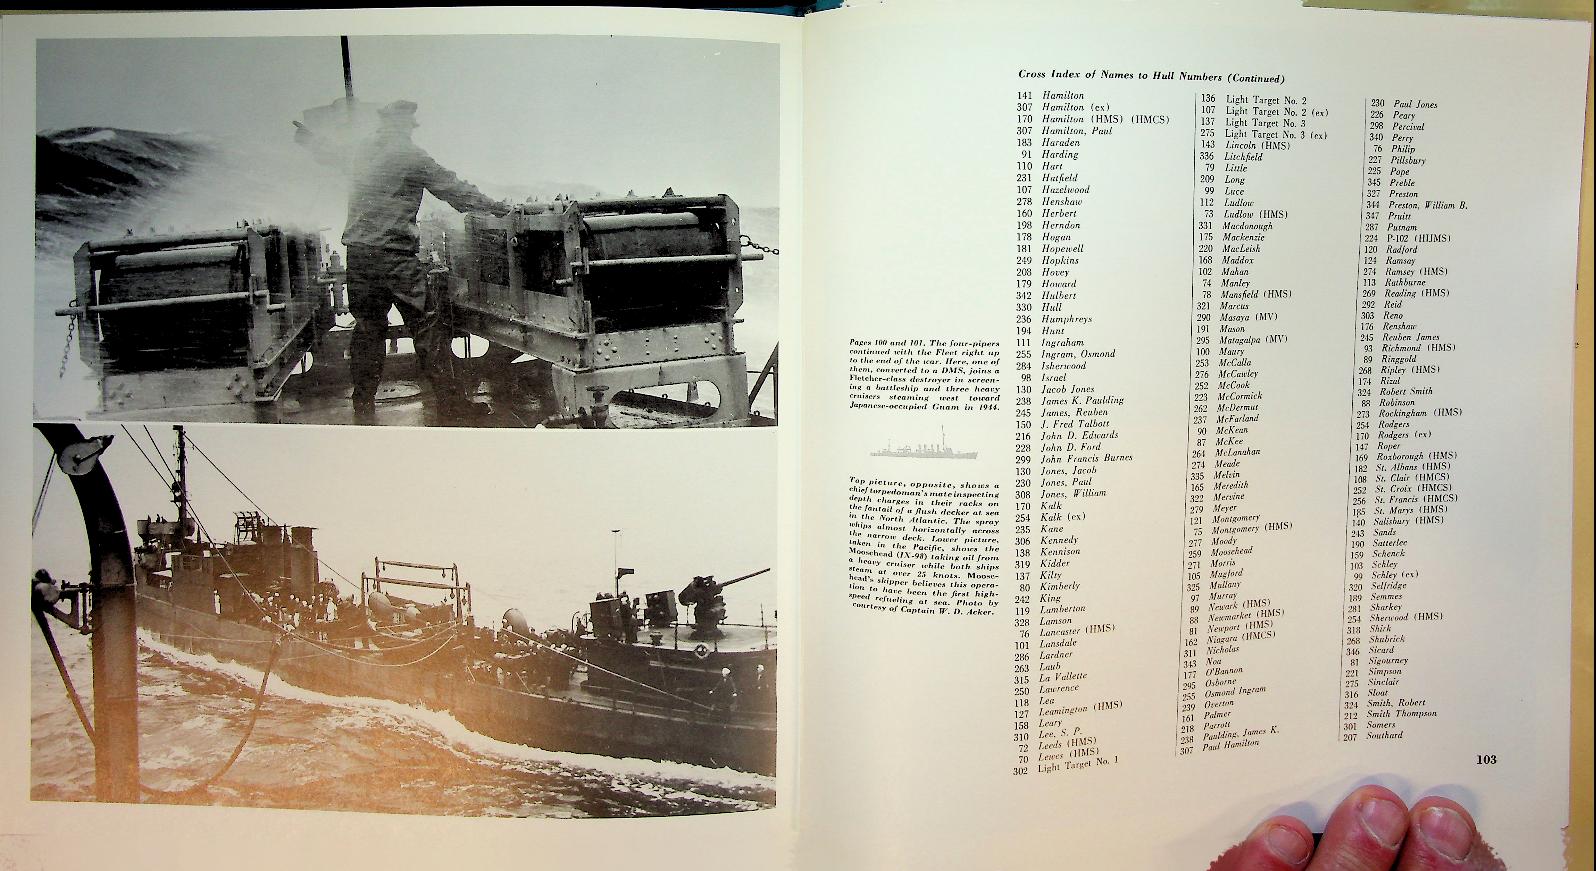 Pages 100 and 101. The four-pipers
continued with the Fleet right up
to the end of the war. Here, one of
them, converted to a DMS, joins a
Fletcher-class destroyer in screen-
ing a battleship and three heavy
cruisers steaming west toward
Japanese-occupied Guam in 1944.
Top picture, opposite, shows a
chief torpedoman's mate inspecting
depth charges in their racks on
the fantail of a flush decker at sea
in the North Atlantic. The spray
whips almost horizontally across
the narrow deck. Lower picture,
taken in the Pacific, shows the
Moosehead (IX-98) taking oil from
a heavy cruiser while both ships
steam at over 25 knots. Moose-
head's skipper believes this opera-
tion to have been the first high-
speed refueling at sea. Photo by
courtesy of Captain W. D. Acker.
Cross Index of Names to Hull Numbers (Continued)
141 Hamilton
307 Hamilton (ex)
170 Hamilton (HMS) (HMCS)
307 Hamilton, Paul
183 Haraden
91 Harding
110 Hart
231 Hatfield
107 Hazelwood
278 Henshaw
160 Herbert
198 Herndon
178 Hogan
181 Hopewell
249 Hopkins
208 Hovey
179 Howard
342 Hulbert
330 Hull
236 Humphreys
194 Hunt
111 Ingraham
255 Ingram, Osmond
284 Isherwood
98 Israel
130 Jacob Jones
238 James K. Paulding
245 James, Reuben
150 J. Fred Talbott
216 John D. Edwards
228 John D. Ford
299 John Francis Burnes
130 Jones, Jacob
230 Jones, Paul
308 Jones, William
170 Kalk
254 Kalk (ex)
235 Kane
306 Kennedy
138 Kennison
319 Kidder
137 Kilty
80 Kimberly
242 King
119 Lamberton
328 Lamson
76 Lancaster (HMS)
101 Lansdale
286 Lardner
263 Laub
315 La Vallette
250 Lawrence
118 Lea
127 Leamington (HMS)
158 Leary
310 Lee, S. P.
72 Leeds (HMS)
70 Lewes (HMS)
302 Light Target No. 1
136 Light Target No. 2
107 Light Target No. 2 (ex)
137 Light Target No. 3
275 Light Target No. 3 (ex)
143 Lincoln (HMS)
336 Litchfield
79 Little
209 Long
99 Luce
112 Ludlow
73 Ludlow (HMS)
331 Macdonough
175 Mackenzie
220 MacLeish
168 Maddox
102 Mahan
74 Manley
78 Mansfield (HMS)
321 Marcus
290 Masaya (MV)
191 Mason
295 Matagalpa (MV)
100 Maury
253 McCalla
276 McCawley
252 McCook
223 McCormick
262 McDermut
237 McFarland
90 McKean
87 McKee
264 McLanahan
274 Meade
335 Melvin
165 Meredith
322 Mervine
279 Meyer
121 Montgomery
75 Montgomery (HMS)
277 Moody
259 Moosehead
271 Morris
105 Mugford
325 Mullany
97 Murray
89 Newark (HMS)
88 Newmarket (HMS)
81 Newport (HMS)
162 Niagara (HMCS)
311 Nicholas
343 Noa
177 O'Bannon
295 Osborne
255 Osmond Ingram
239 Overton
161 Palmer
218 Parrott
238 Paulding, James K.
307 Paul Hamilton
230 Paul Jones
226 Peary
298 Percival
340 Perry
76 Philip
227 Pillsbury
225 Pope
345 Preble
327 Preston
344 Preston, William B.
347 Pruitt
287 Putnam
224 P-102 (HIJMS)
120 Radford
124 Ramsay
274 Ramsey (HMS)
113 Rathburne
269 Reading (HMS)
292 Reid
303 Reno
176 Renshaw
245 Reuben James
93 Richmond (HMS)
89 Ringgold
268 Ripley (HMS)
174 Rizal
324 Robert Smith
88 Robinson
273 Rockingham (HMS)
254 Rodgers
170 Rodgers (ex)
147 Roper
169 Roxborough (HMS)
182 St. Albans (HMS)
108 St. Clair (HMCS)
252 St. Croix (HMCS)
256 St. Francis (HMCS)
185 St. Marys (HMS)
140 Salisbury (HMS)
243 Sands
190 Satterlee
159 Schenck
103 Schley
99 Schley (ex)
320 Selfridge
189 Semmes
281 Sharkey
254 Sherwood (HMS)
318 Shirk
268 Shubrick
346 Sicard
81 Sigourney
221 Simpson
275 Sinclair
316 Sloat
324 Smith, Robert
212 Smith Thompson
301 Somers
207 Southard
103